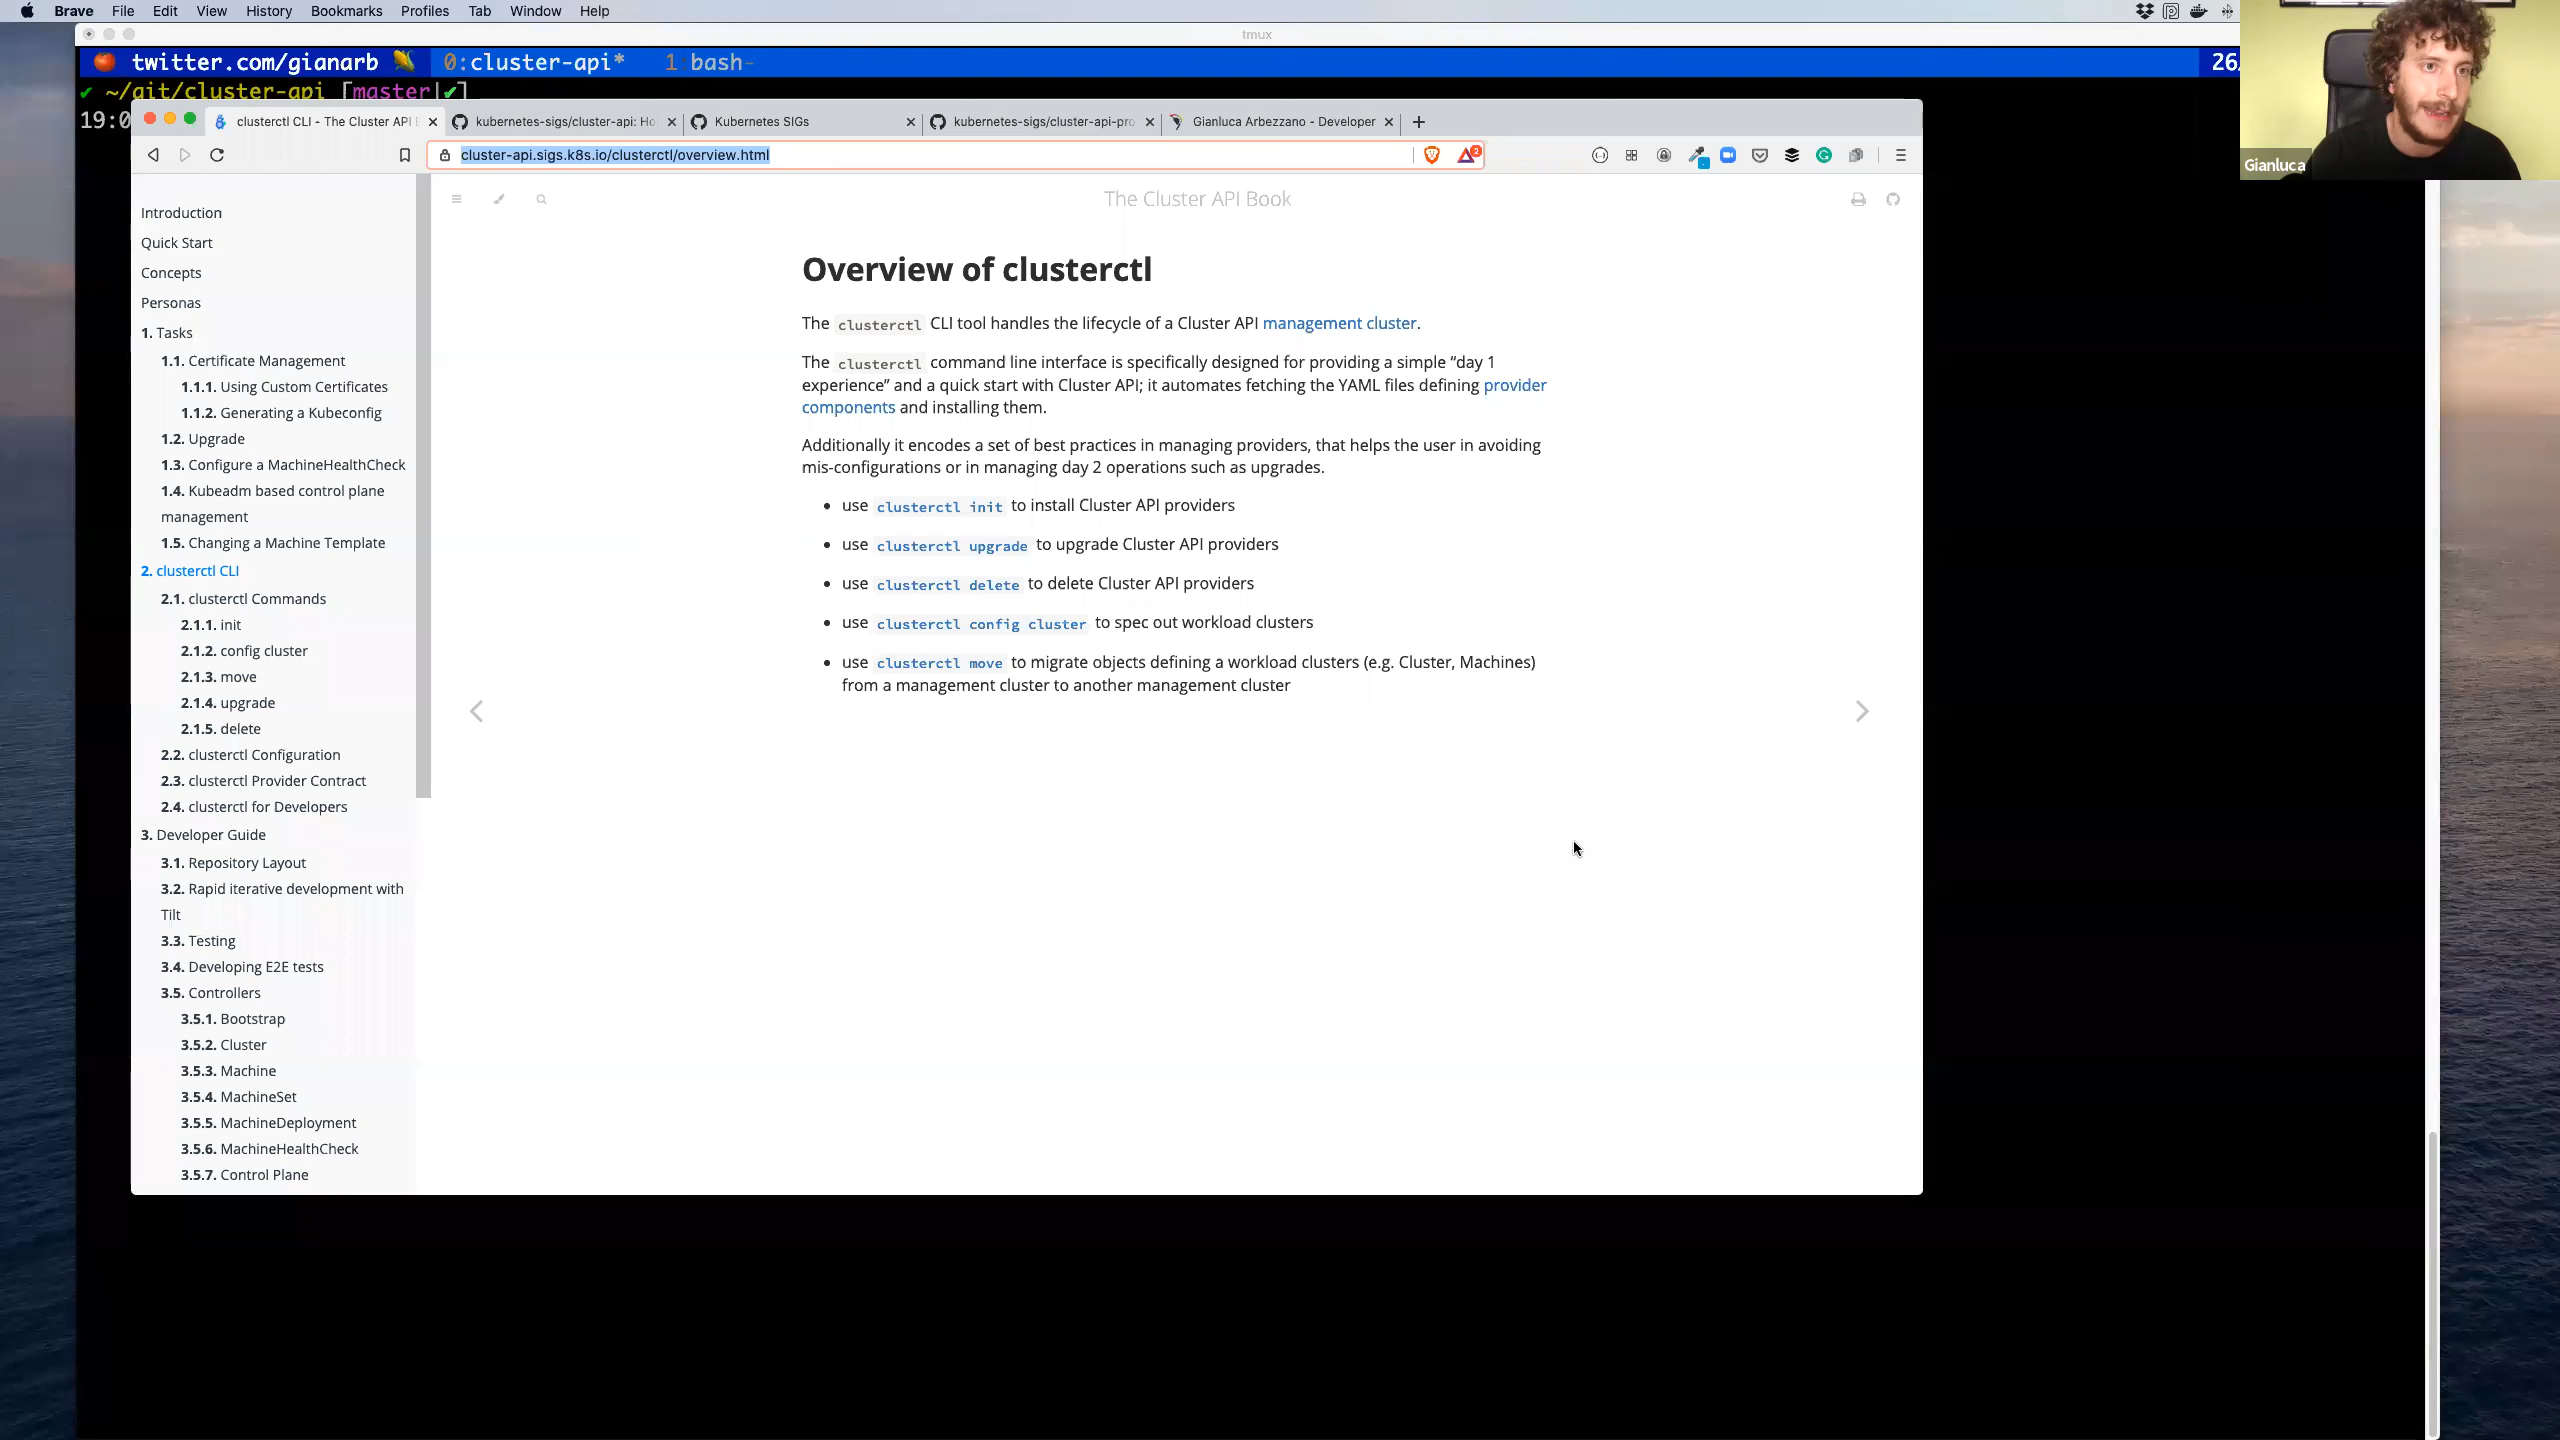 Brave File Edit View History Bookmarks Profiles Tab Window Help
tmux
twitter.com/gianarb 0:cluster-api* 1 bash- 26
✔ ~/git/cluster-api [master|✔]
19:0
clusterctl CLI - The Cluster API
kubernetes-sigs/cluster-api: Ho
Kubernetes SIGs
kubernetes-sigs/cluster-api-pro
Gianluca Arbezzano - Developer
cluster-api.sigs.k8s.io/clusterctl/overview.html
2
Gianluca
Introduction
Quick Start
Concepts
Personas
1. Tasks
1.1. Certificate Management
1.1.1. Using Custom Certificates
1.1.2. Generating a Kubeconfig
1.2. Upgrade
1.3. Configure a MachineHealthCheck
1.4. Kubeadm based control plane
management
1.5. Changing a Machine Template
2. clusterctl CLI
2.1. clusterctl Commands
2.1.1. init
2.1.2. config cluster
2.1.3. move
2.1.4. upgrade
2.1.5. delete
2.2. clusterctl Configuration
2.3. clusterctl Provider Contract
2.4. clusterctl for Developers
3. Developer Guide
3.1. Repository Layout
3.2. Rapid iterative development with
Tilt
3.3. Testing
3.4. Developing E2E tests
3.5. Controllers
3.5.1. Bootstrap
3.5.2. Cluster
3.5.3. Machine
3.5.4. MachineSet
3.5.5. MachineDeployment
3.5.6. MachineHealthCheck
3.5.7. Control Plane
The Cluster API Book
Overview of clusterctl
The clusterctl CLI tool handles the lifecycle of a Cluster API management cluster.
The clusterctl command line interface is specifically designed for providing a simple “day 1
experience” and a quick start with Cluster API; it automates fetching the YAML files defining provider
components and installing them.
Additionally it encodes a set of best practices in managing providers, that helps the user in avoiding
mis-configurations or in managing day 2 operations such as upgrades.
• use clusterctl init to install Cluster API providers
• use clusterctl upgrade to upgrade Cluster API providers
• use clusterctl delete to delete Cluster API providers
• use clusterctl config cluster to spec out workload clusters
• use clusterctl move to migrate objects defining a workload clusters (e.g. Cluster, Machines)
from a management cluster to another management cluster